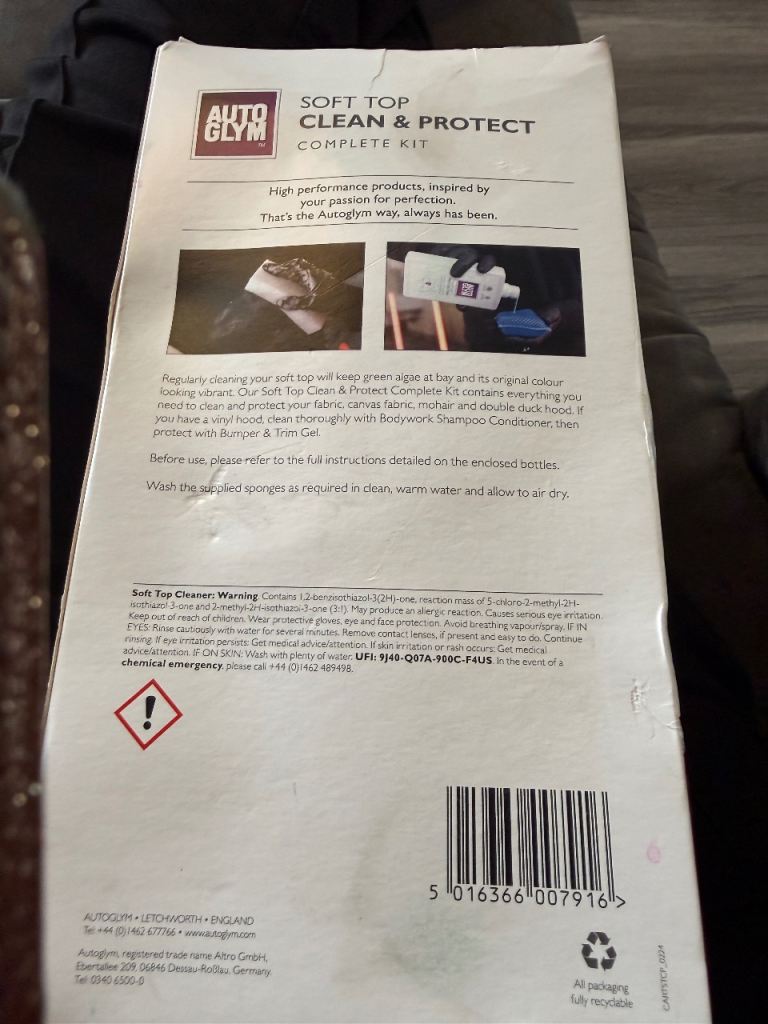 AUTO
GLYM
TM
SOFT TOP
CLEAN & PROTECT
COMPLETE KIT
High performance products, inspired by
your passion for perfection.
That's the Autoglym way, always has been.
AUTO
GLYM
Regularly cleaning your soft top will keep green algae at bay and its original colour
looking vibrant. Our Soft Top Clean & Protect Complete Kit contains everything you
need to clean and protect your fabric, canvas fabric, mohair and double duck hood. If
you have a vinyl hood, clean thoroughly with Bodywork Shampoo Conditioner, then
protect with Bumper & Trim Gel.
Before use, please refer to the full instructions detailed on the enclosed bottles.
Wash the supplied sponges as required in clean, warm water and allow to air dry.
Soft Top Cleaner: Warning. Contains 1,2-benzisothiazol-3(2H)-one, reaction mass of 5-chloro-2-methyl-2H-
isothiazol-3-one and 2-methyl-2H-isothiazol-3-one (3:1). May produce an allergic reaction. Causes serious eye irritation.
Keep out of reach of children. Wear protective gloves, eye and face protection. Avoid breathing vapour/spray. IF IN
EYES: Rinse cautiously with water for several minutes. Remove contact lenses, if present and easy to do. Continue
rinsing. If eye irritation persists: Get medical advice/attention. If skin irritation or rash occurs: Get medical
advice/attention. IF ON SKIN: Wash with plenty of water. UFI: 9J40-Q07A-900C-F4US. In the event of a
chemical emergency, please call +44 (0)1462 489498.
5 016366 007916 >
AUTOGLYM • LETCHWORTH • ENGLAND
Tel: +44 (0)1462 677766 • www.autoglym.com
Autoglym, registered trade name Altro GmbH,
Ebertallee 209, 06846 Dessau-Roßlau, Germany.
Tel: 0340 6500-0
All packaging
fully recyclable
CARTSTCP_0224